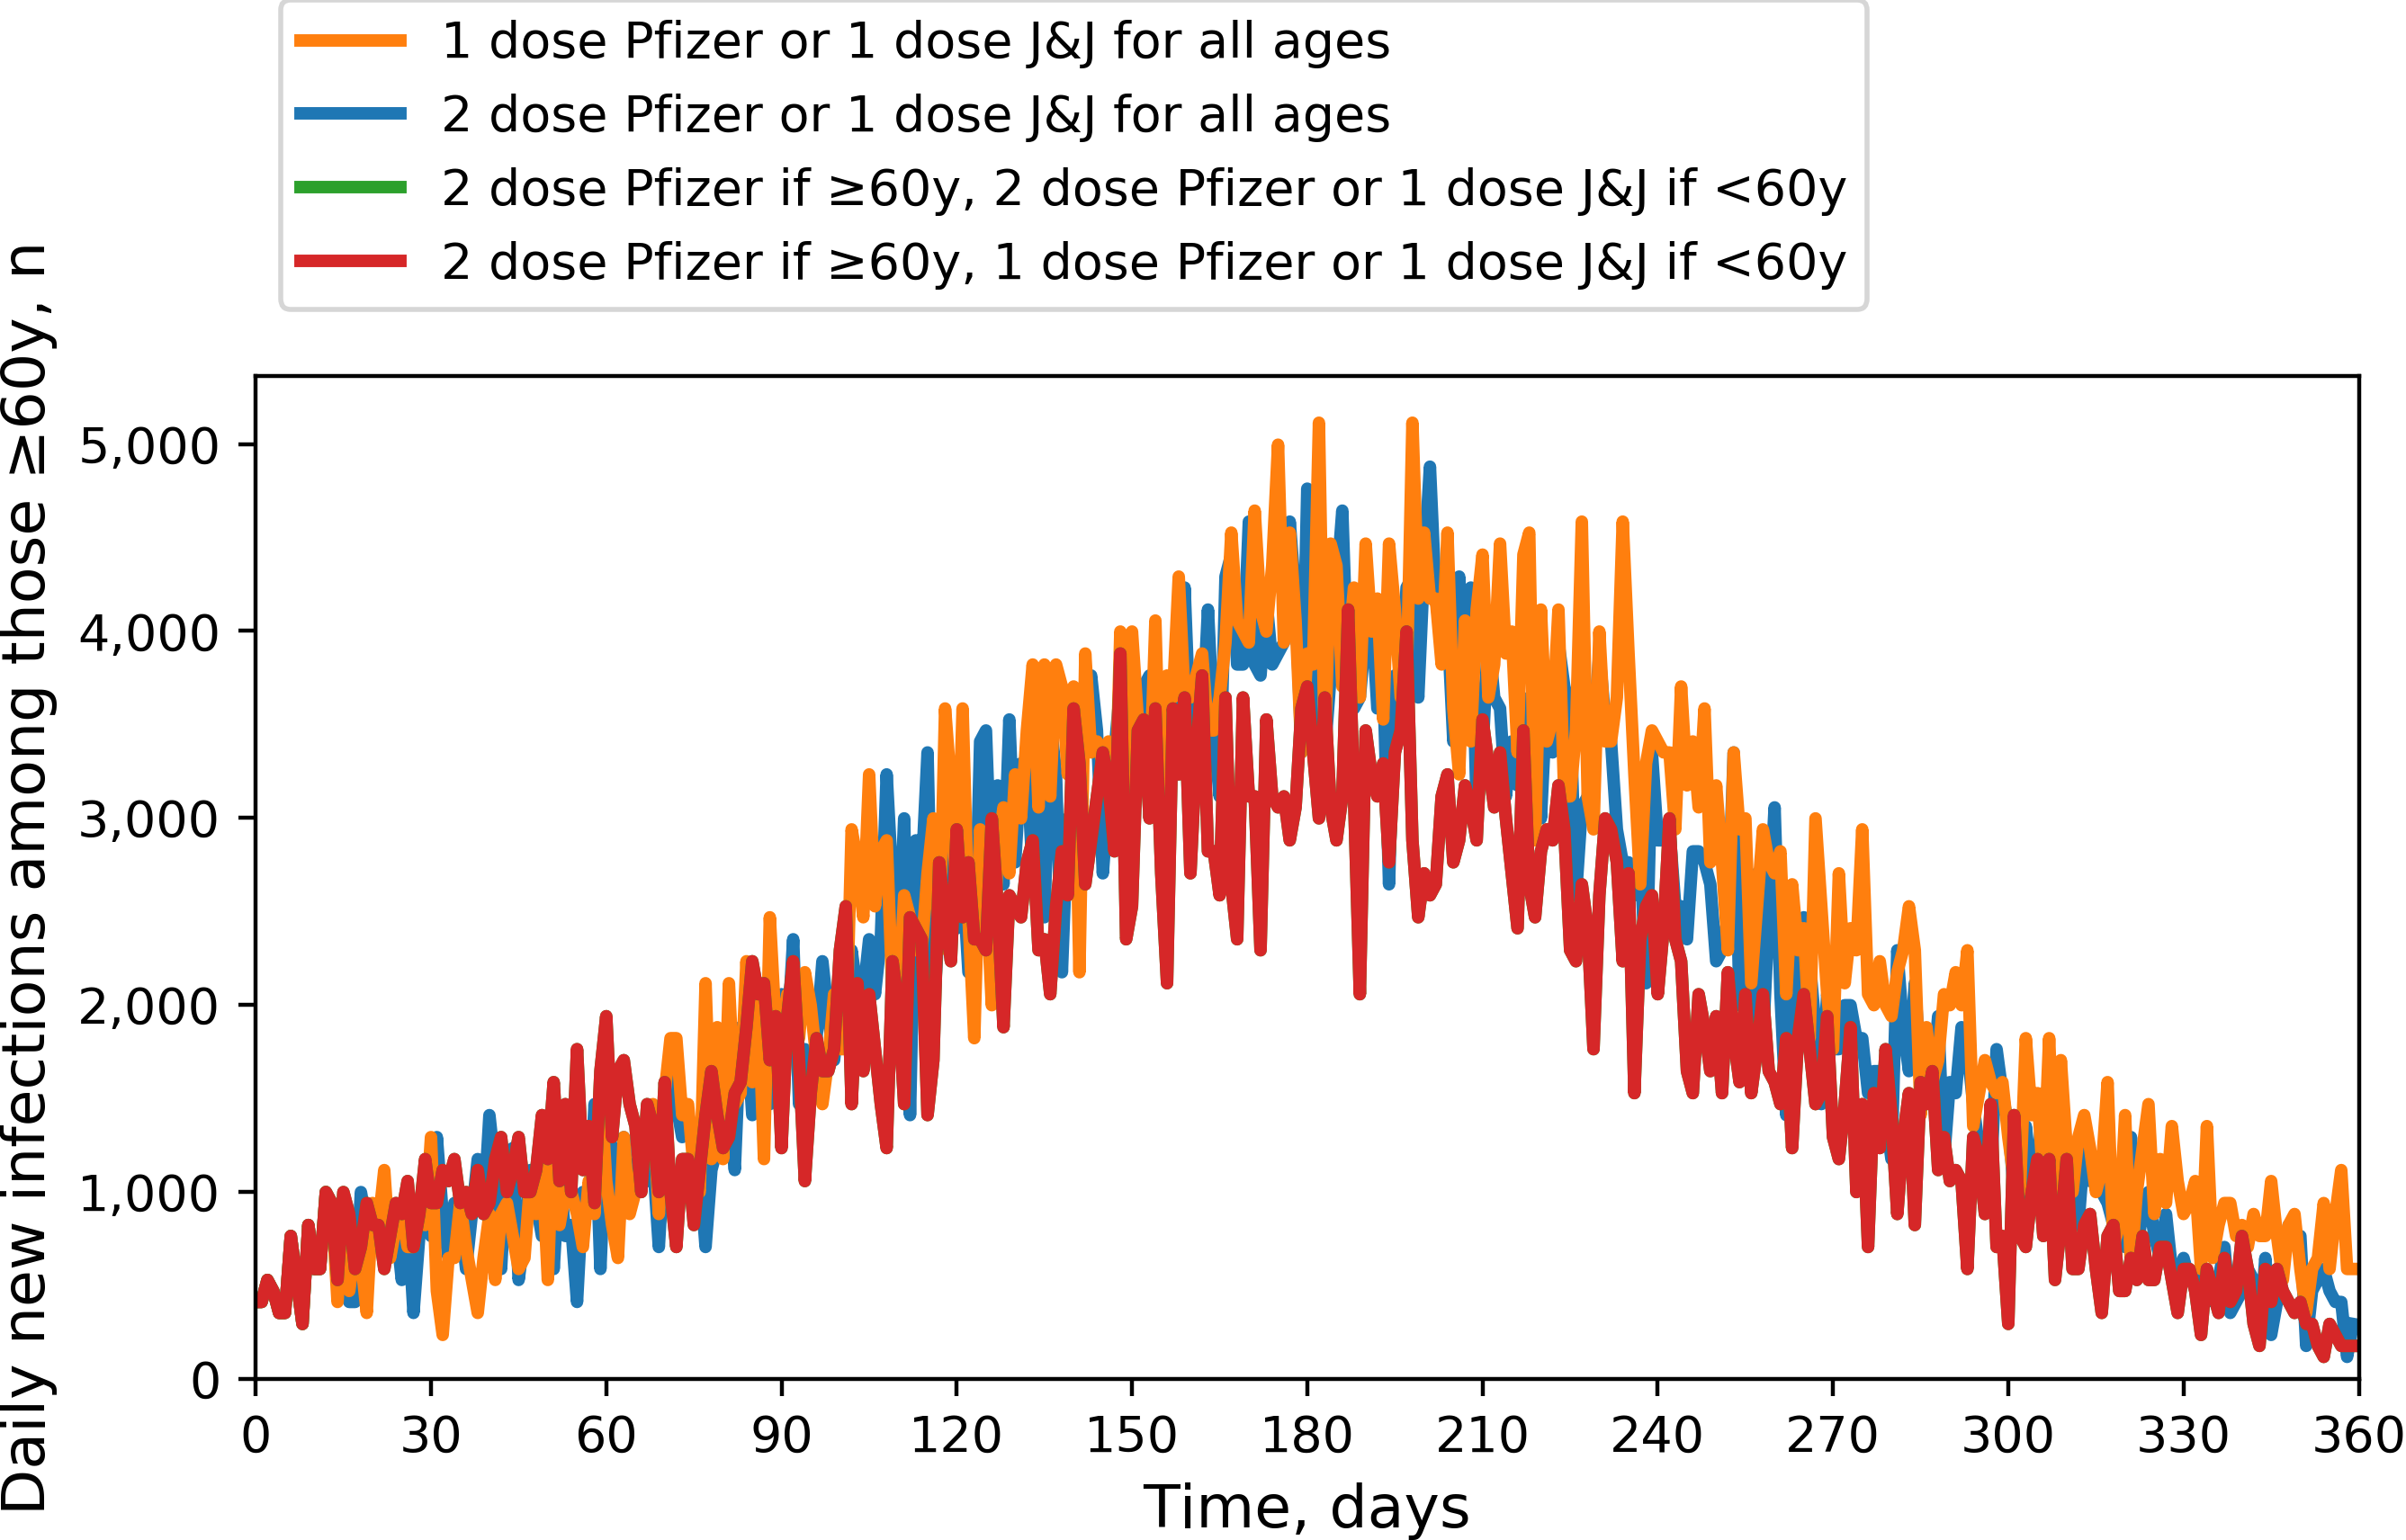 1 dose Pfizer or 1 dose J&J for all ages
2 dose Pfizer or 1 dose J&J for all ages
2 dose Pfizer if ≥60y, 2 dose Pfizer or 1 dose J&J if <60y
2 dose Pfizer if ≥60y, 1 dose Pfizer or 1 dose J&J if <60y
Daily new infections among those ≥60y, n
5,000
4,000
3,000
2,000
1,000
0
0 30 60 90 120 150 180 210 240 270 300 330 360
Time, days